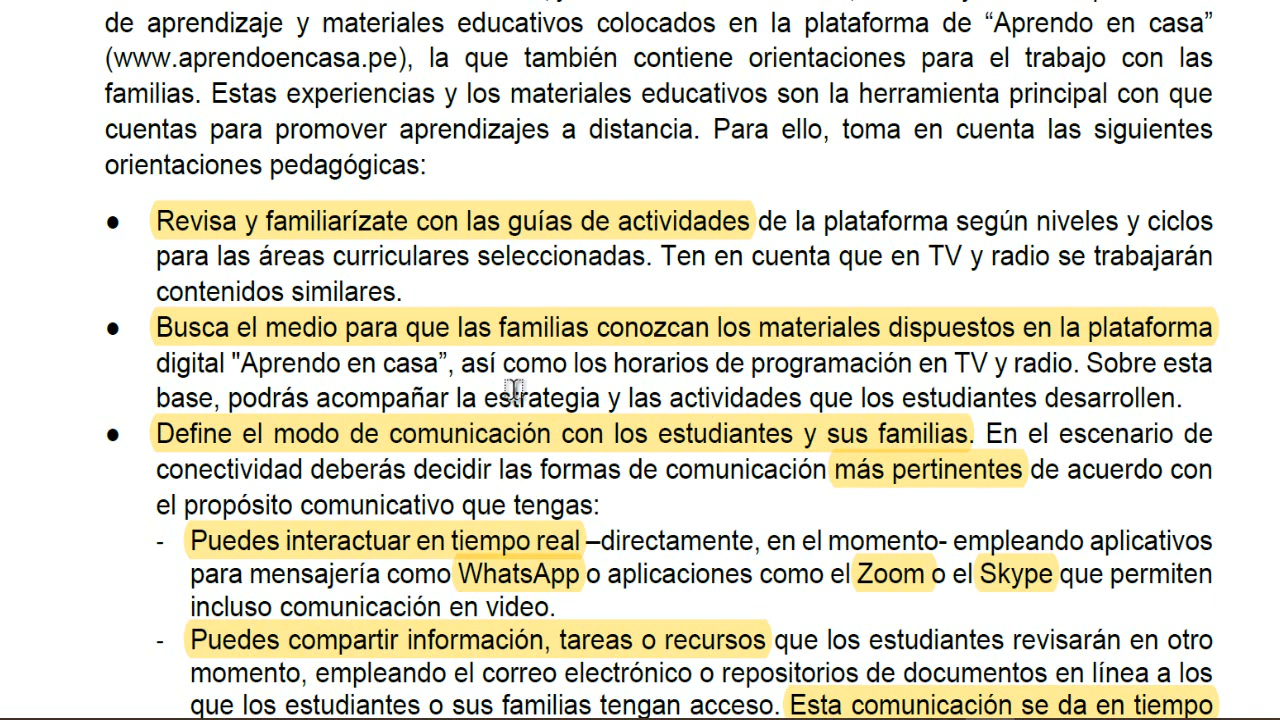 de aprendizaje y materiales educativos colocados en la plataforma de “Aprendo en casa”
(www.aprendoencasa.pe), la que también contiene orientaciones para el trabajo con las
familias. Estas experiencias y los materiales educativos son la herramienta principal con que
cuentas para promover aprendizajes a distancia. Para ello, toma en cuenta las siguientes
orientaciones pedagógicas:
● Revisa y familiarízate con las guías de actividades de la plataforma según niveles y ciclos
para las áreas curriculares seleccionadas. Ten en cuenta que en TV y radio se trabajarán
contenidos similares.
● Busca el medio para que las familias conozcan los materiales dispuestos en la plataforma
digital "Aprendo en casa”, así como los horarios de programación en TV y radio. Sobre esta
base, podrás acompañar la estrategia y las actividades que los estudiantes desarrollen.
● Define el modo de comunicación con los estudiantes y sus familias. En el escenario de
conectividad deberás decidir las formas de comunicación más pertinentes de acuerdo con
el propósito comunicativo que tengas:
- Puedes interactuar en tiempo real –directamente, en el momento- empleando aplicativos
para mensajería como WhatsApp o aplicaciones como el Zoom o el Skype que permiten
incluso comunicación en video.
- Puedes compartir información, tareas o recursos que los estudiantes revisarán en otro
momento, empleando el correo electrónico o repositorios de documentos en línea a los
que los estudiantes o sus familias tengan acceso. Esta comunicación se da en tiempo